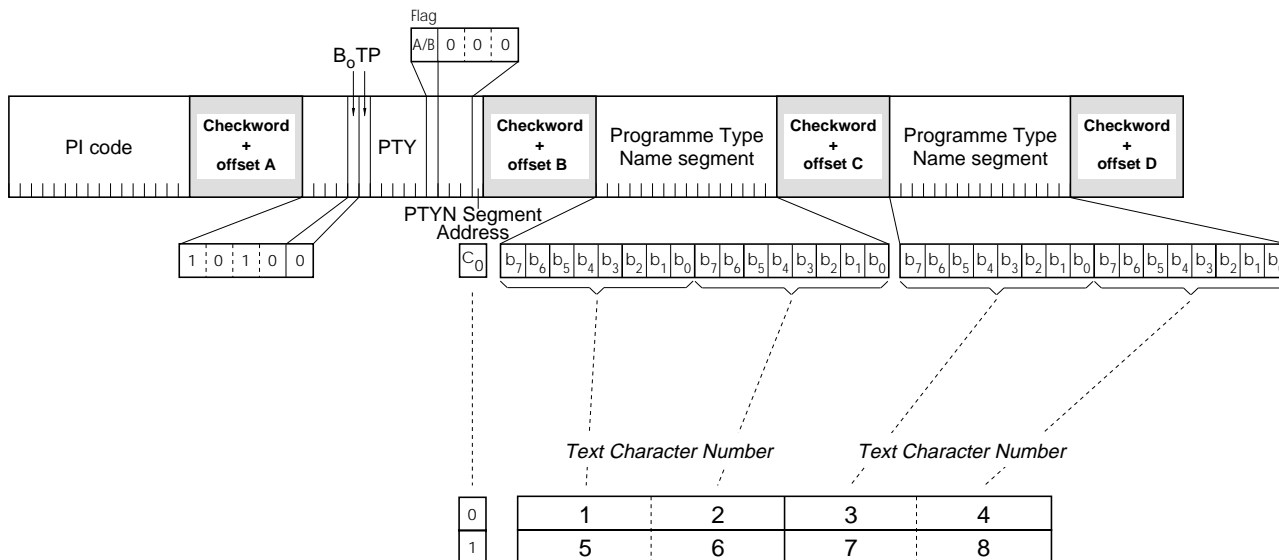 Flag
A/B 0 0 0
B₀ TP
PI code
Checkword + offset A
PTY
Checkword + offset B
Programme Type Name segment
Checkword + offset C
Programme Type Name segment
Checkword + offset D
PTYN Segment Address
1 0 1 0 0
C₀
b₇ b₆ b₅ b₄ b₃ b₂ b₁ b₀ b₇ b₆ b₅ b₄ b₃ b₂ b₁ b₀
b₇ b₆ b₅ b₄ b₃ b₂ b₁ b₀ b₇ b₆ b₅ b₄ b₃ b₂ b₁
Text Character Number
Text Character Number
0 1 2 3 4
1 5 6 7 8